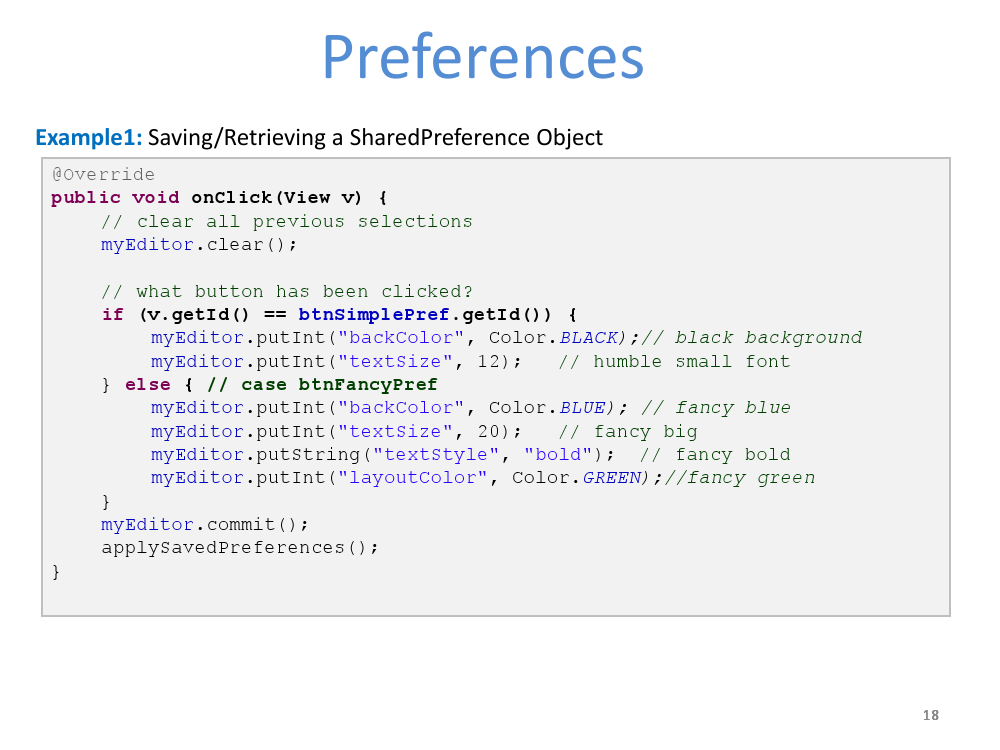 Preferences
Example1: Saving/Retrieving a SharedPreference Object
@Override
public void onClick(View v) {
// clear all previous selections
myEditor.clear();
// what button has been clicked?
if (v.getId() == btnSimplePref.getId()) {
myEditor.putInt("backColor", Color.BLACK);// black background
myEditor.putInt("textSize", 12);   // humble small font
} else { // case btnFancyPref
myEditor.putInt("backColor", Color.BLUE); // fancy blue
myEditor.putInt("textSize", 20);   // fancy big
myEditor.putString("textStyle", "bold");  // fancy bold
myEditor.putInt("layoutColor", Color.GREEN);//fancy green
}
myEditor.commit();
applySavedPreferences();
}
18